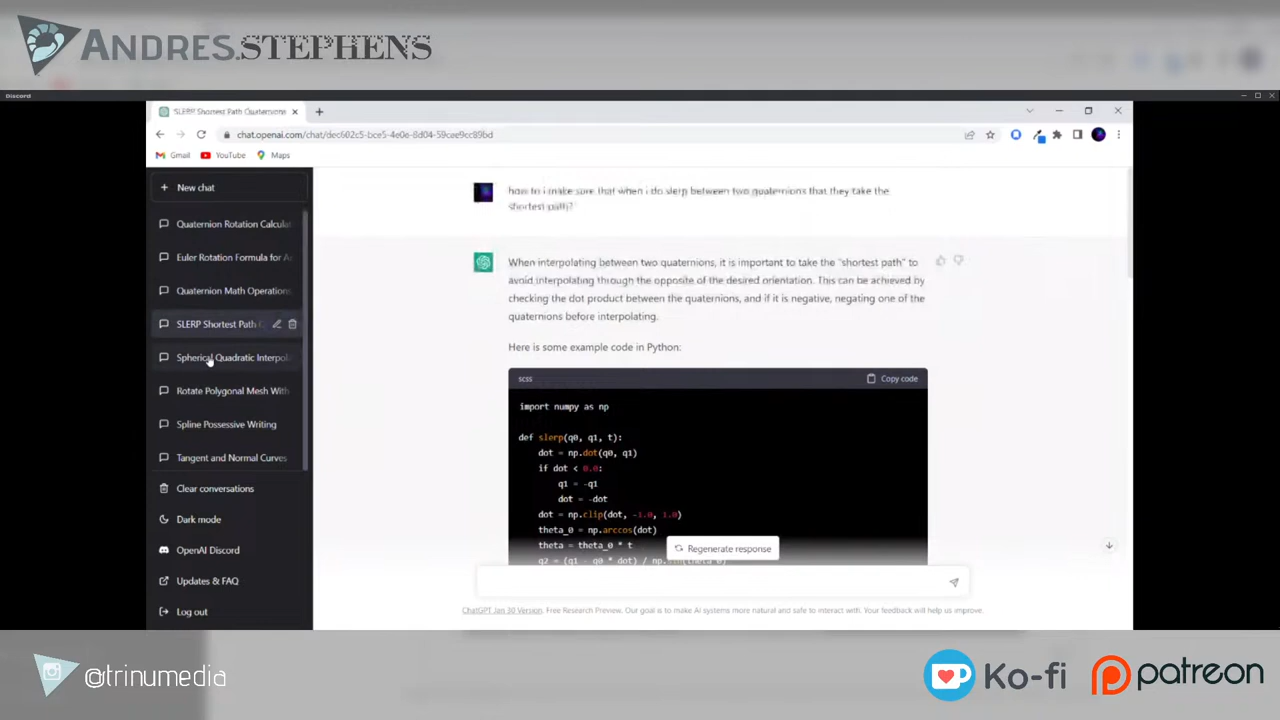 ANDRES.STEPHENS
Discord
SLERP Shortest Path Quaternions
chat.openai.com/chat/dec602c5-bce5-4e0e-8d04-59cae9cc89bd
Gmail YouTube Maps
New chat
Quaternion Rotation Calculat
Euler Rotation Formula for A
Quaternion Math Operation
SLERP Shortest Path
Spherical Quadratic Interpol
Rotate Polygonal Mesh With
Spline Possessive Writing
Tangent and Normal Curves
Clear conversations
Dark mode
OpenAI Discord
Updates & FAQ
Log out
how to i make sure that when i do slerp between two quaternions that they take the
shortest path?
When interpolating between two quaternions, it is important to take the "shortest path" to
avoid interpolating through the opposite of the desired orientation. This can be achieved by
checking the dot product between the quaternions, and if it is negative, negating one of the
quaternions before interpolating.
Here is some example code in Python:
scss Copy code
import numpy as np
def slerp(q0, q1, t):
dot = np.dot(q0, q1)
if dot < 0.0:
q1 = -q1
dot = -dot
dot = np.clip(dot, -1.0, 1.0)
theta_0 = np.arccos(dot)
theta = theta_0 * t
q2 = (q1 - q0 * dot) / np.sin(theta_0)
Regenerate response
ChatGPT Jan 30 Version. Free Research Preview. Our goal is to make AI systems more natural and safe to interact with. Your feedback will help us improve.
@trinumedia
Ko-fi
patreon